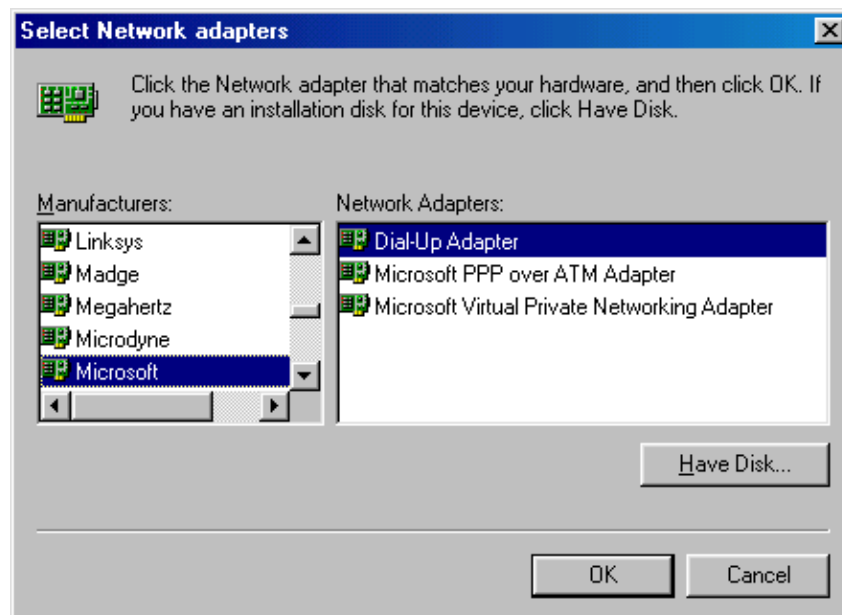 Select Network adapters
Click the Network adapter that matches your hardware, and then click OK. If
you have an installation disk for this device, click Have Disk.
Manufacturers:
Linksys
Madge
Megahertz
Microdyne
Microsoft
Network Adapters:
Dial-Up Adapter
Microsoft PPP over ATM Adapter
Microsoft Virtual Private Networking Adapter
Have Disk...
OK
Cancel